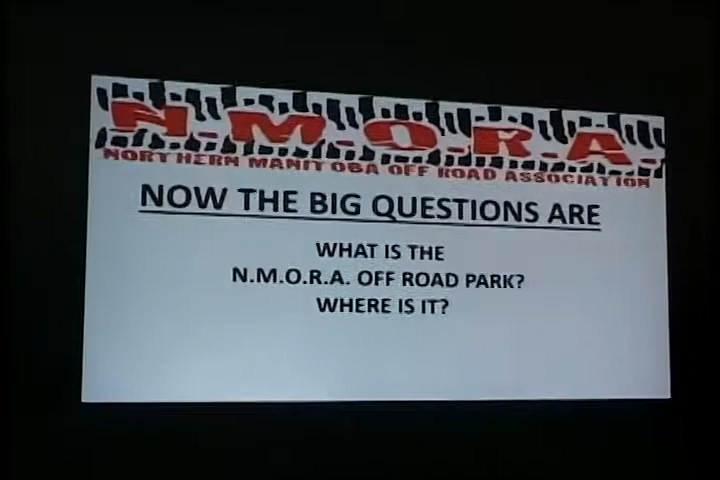 N.M.O.R.A.
NORTHERN MANITOBA OFF ROAD ASSOCIATION
NOW THE BIG QUESTIONS ARE
WHAT IS THE
N.M.O.R.A. OFF ROAD PARK?
WHERE IS IT?